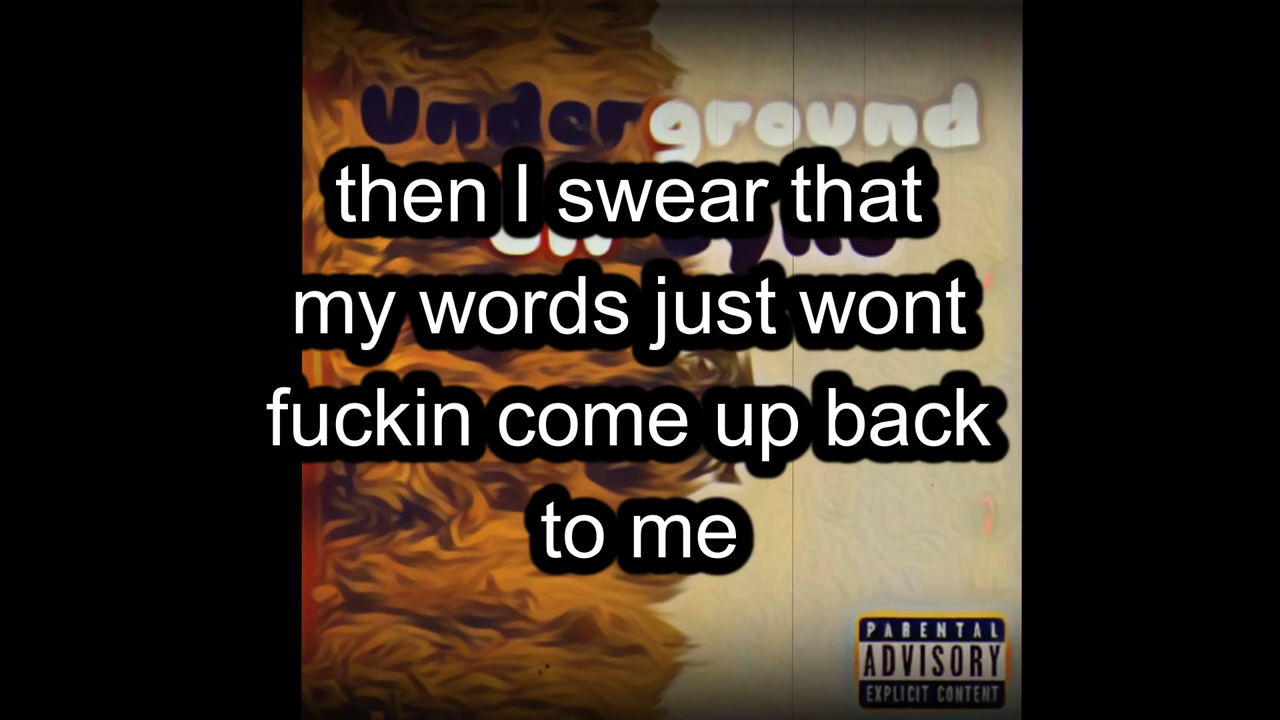 Underground
then I swear that
my words just wont
fuckin come up back
to me
PARENTAL
ADVISORY
EXPLICIT CONTENT